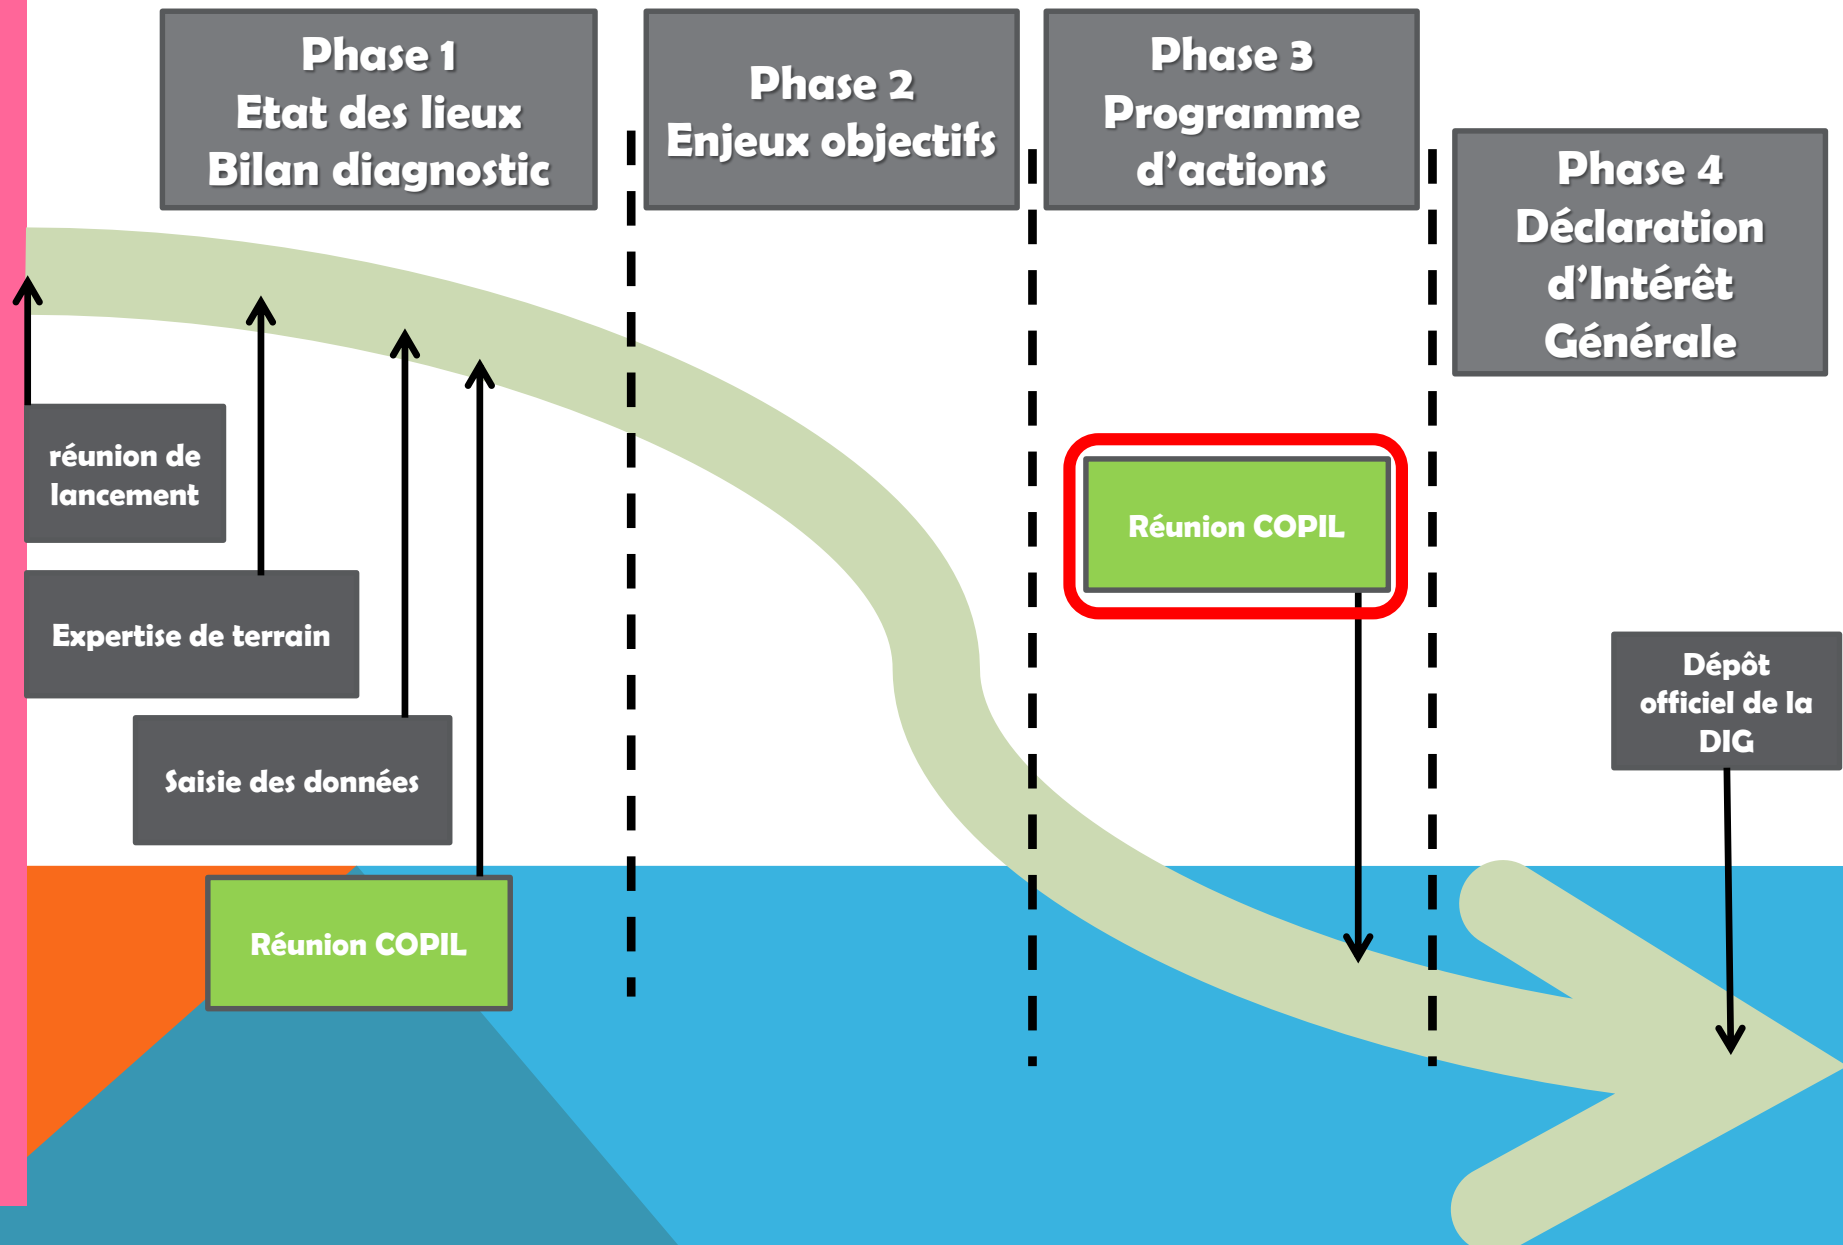 Phase 1
Etat des lieux
Bilan diagnostic
Phase 2
Enjeux objectifs
Phase 3
Programme
d’actions
Phase 4
Déclaration
d’Intérêt
Générale
réunion de
lancement
Expertise de terrain
Saisie des données
Réunion COPIL
Réunion COPIL
Dépôt
officiel de la
DIG